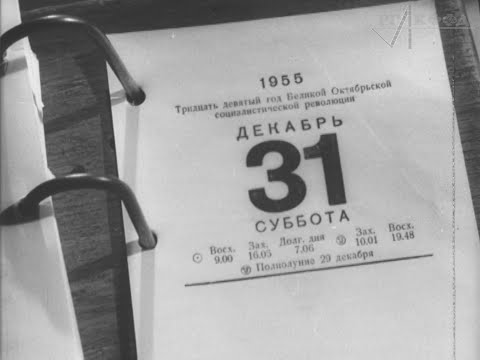 1955
Тридцать девятый год Великой Октябрьской
социалистической революции
ДЕКАБРЬ
31
СУББОТА
Восх. Зах. Долг. дня Зах. Восх.
9.00 16.05 7.06 10.01 19.48
Полнолуние 29 декабря